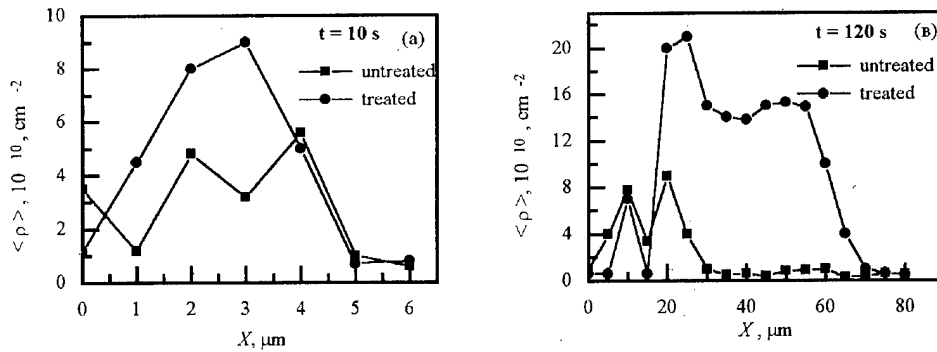 10
8
6
4
2
0
< ρ >, 10 ¹⁰, cm ⁻²
t = 10 s
(a)
untreated
treated
0 1 2 3 4 5 6
X, μm
20
16
12
8
4
0
< ρ >, 10 ¹⁰, cm ⁻²
t = 120 s
(в)
untreated
treated
0 20 40 60 80
X, μm